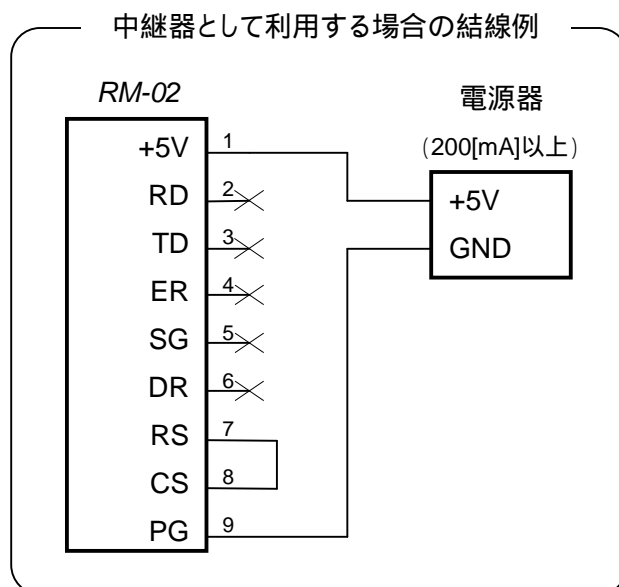 中継器として利用する場合の結線例
RM-02
電源器
(200[mA]以上)
+5V 1
RD 2
TD 3
ER 4
SG 5
DR 6
RS 7
CS 8
PG 9
+5V
GND